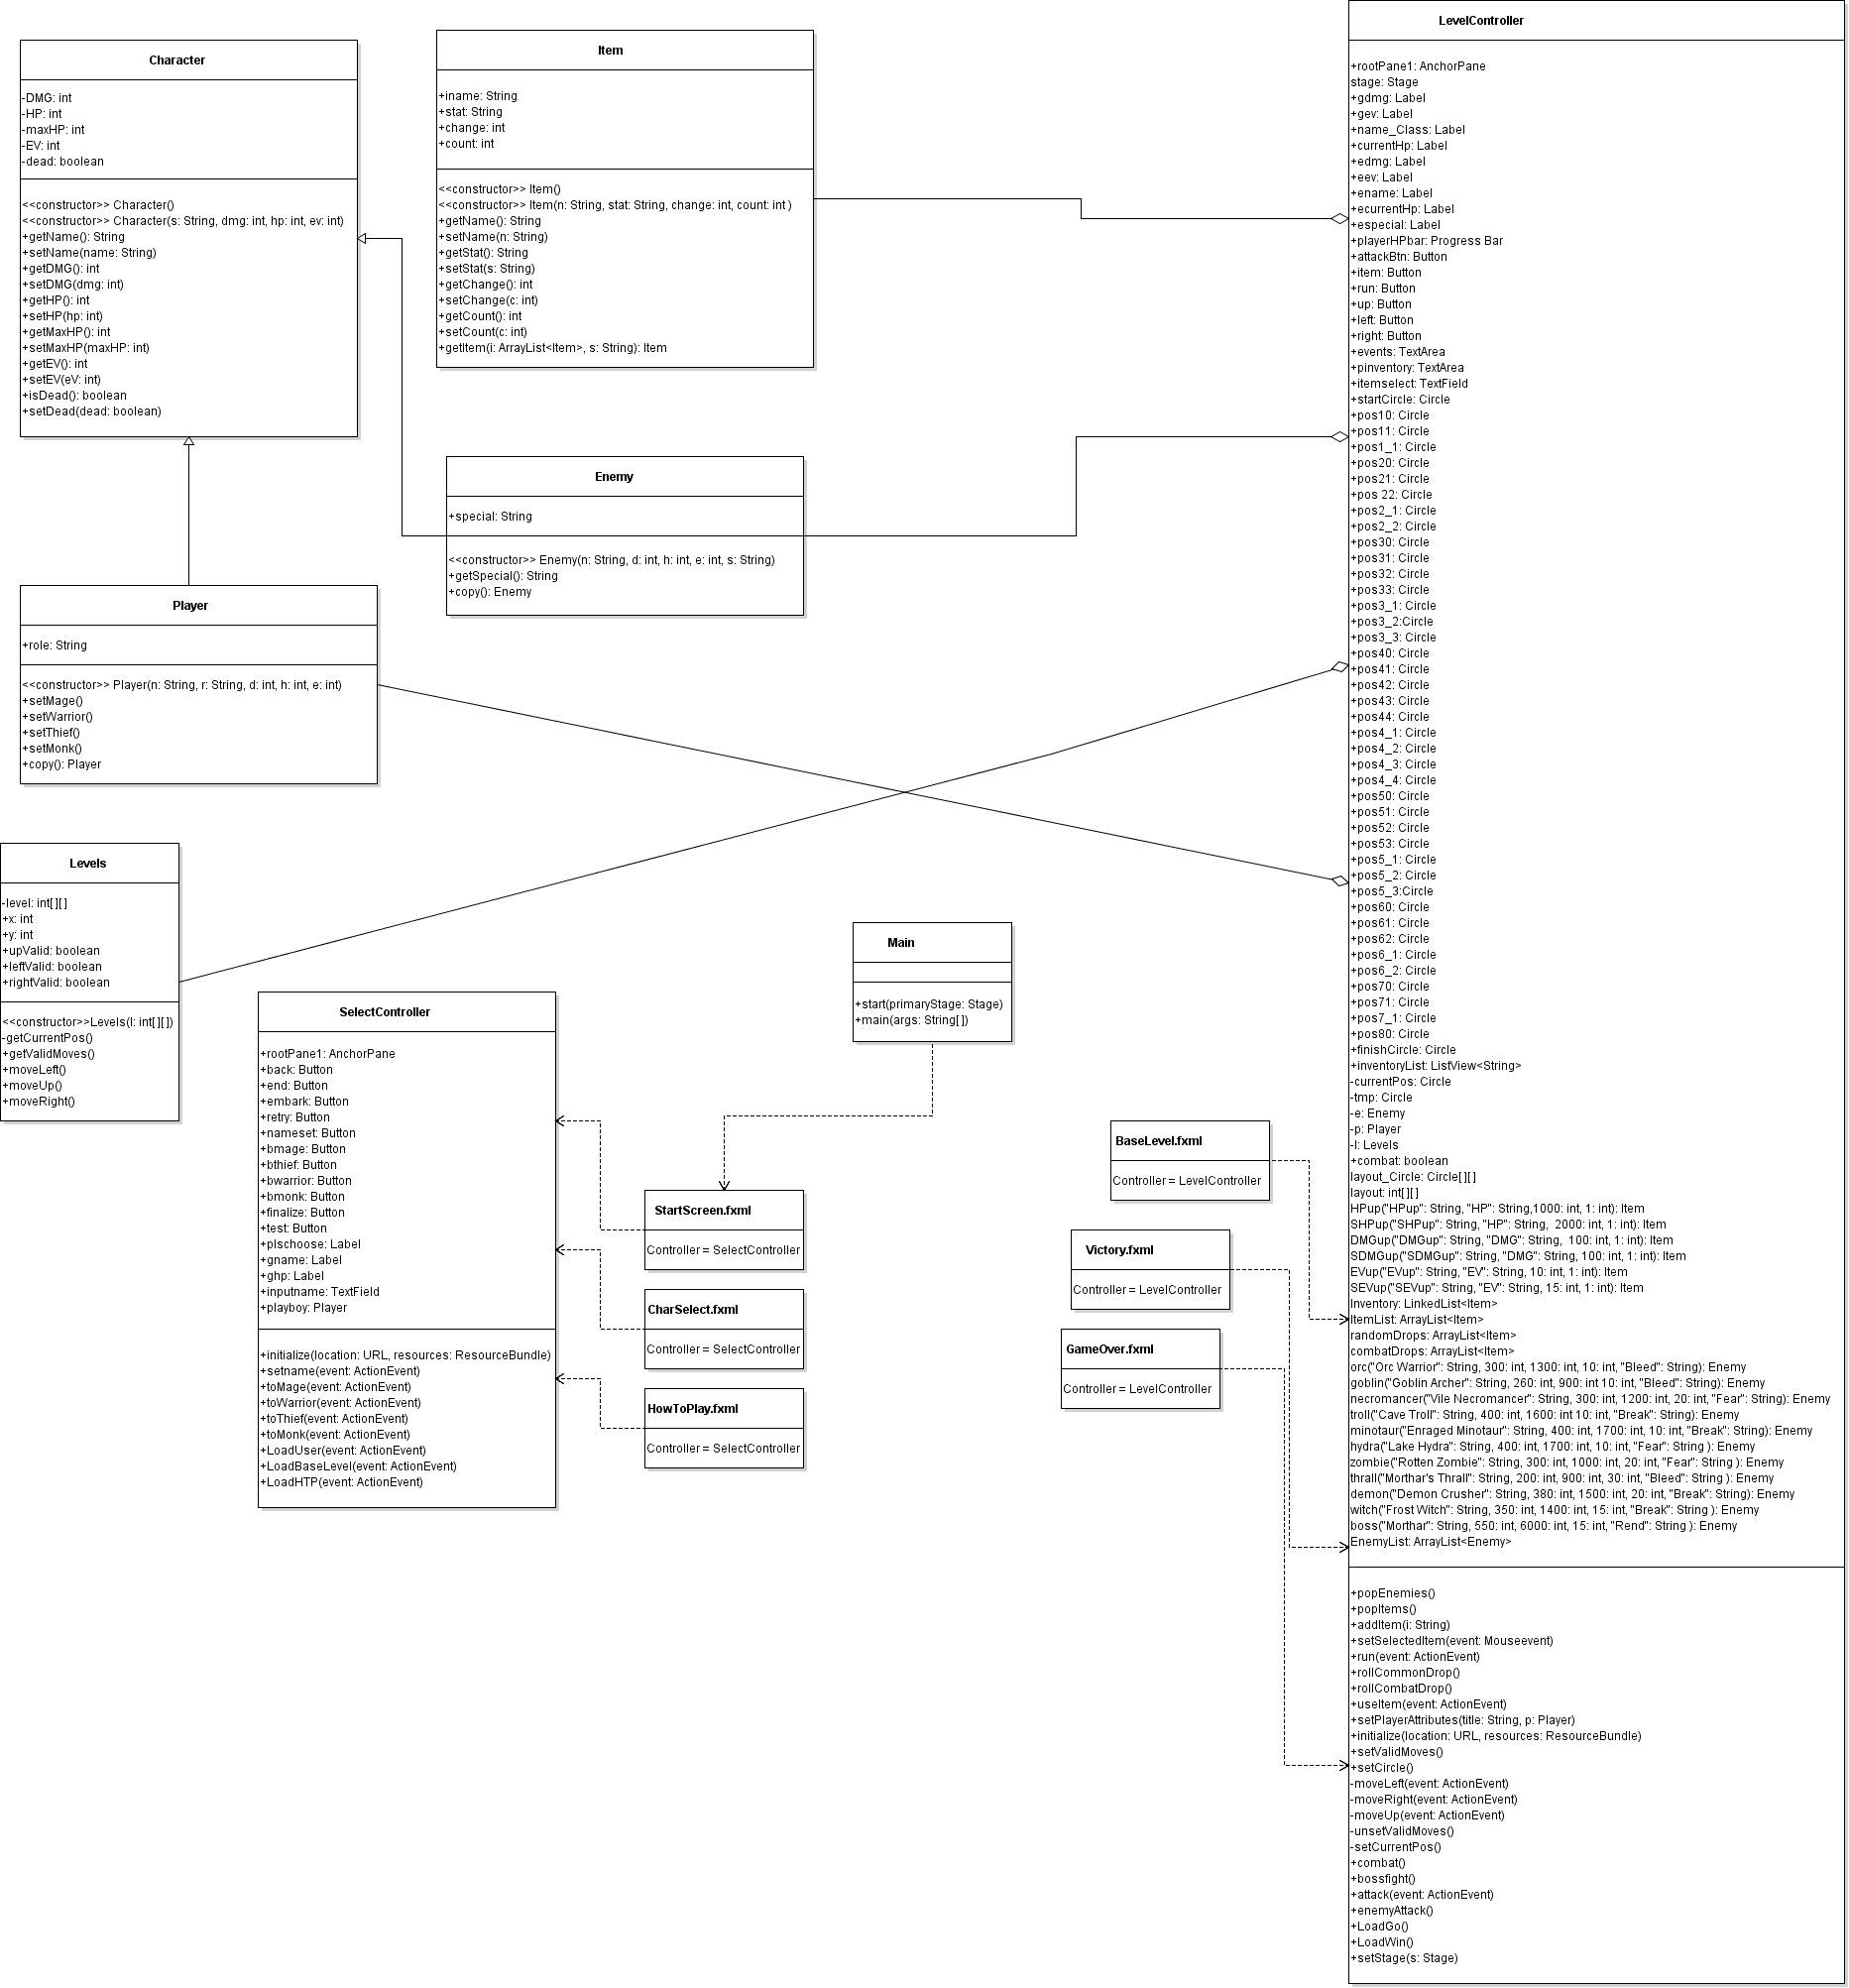 Character
-DMG: int
-HP: int
-maxHP: int
-EV: int
-dead: boolean
<<constructor>> Character()
<<constructor>> Character(s: String, dmg: int, hp: int, ev: int)
+getName(): String
+setName(name: String)
+getDMG(): int
+setDMG(dmg: int)
+getHP(): int
+setHP(hp: int)
+getMaxHP(): int
+setMaxHP(maxHP: int)
+getEV(): int
+setEV(eV: int)
+isDead(): boolean
+setDead(dead: boolean)
Item
+iname: String
+stat: String
+change: int
+count: int
<<constructor>> Item()
<<constructor>> Item(n: String, stat: String, change: int, count: int )
+getName(): String
+setName(n: String)
+getStat(): String
+setStat(s: String)
+getChange(): int
+setChange(c: int)
+getCount(): int
+setCount(c: int)
+getItem(i: ArrayList<Item>, s: String): Item
Enemy
+special: String
<<constructor>> Enemy(n: String, d: int, h: int, e: int, s: String)
+getSpecial(): String
+copy(): Enemy
Player
+role: String
<<constructor>> Player(n: String, r: String, d: int, h: int, e: int)
+setMage()
+setWarrior()
+setThief()
+setMonk()
+copy(): Player
Levels
-level: int[][]
+x: int
+y: int
+upValid: boolean
+leftValid: boolean
+rightValid: boolean
<<constructor>>Levels(l: int[][])
-getCurrentPos()
+getValidMoves()
+moveLeft()
+moveUp()
+moveRight()
SelectController
+rootPane1: AnchorPane
+back: Button
+end: Button
+embark: Button
+retry: Button
+nameset: Button
+bmage: Button
+bthief: Button
+bwarrior: Button
+bmonk: Button
+finalize: Button
+test: Button
+plschoose: Label
+gname: Label
+ghp: Label
+inputname: TextField
+playboy: Player
+initialize(location: URL, resources: ResourceBundle)
+setname(event: ActionEvent)
+toMage(event: ActionEvent)
+toWarrior(event: ActionEvent)
+toThief(event: ActionEvent)
+toMonk(event: ActionEvent)
+LoadUser(event: ActionEvent)
+LoadBaseLevel(event: ActionEvent)
+LoadHTP(event: ActionEvent)
Main
+start(primaryStage: Stage)
+main(args: String[])
StartScreen.fxml
Controller = SelectController
CharSelect.fxml
Controller = SelectController
HowToPlay.fxml
Controller = SelectController
BaseLevel.fxml
Controller = LevelController
Victory.fxml
Controller = LevelController
GameOver.fxml
Controller = LevelController
LevelController
+rootPane1: AnchorPane
stage: Stage
+gdmg: Label
+gev: Label
+name_Class: Label
+currentHp: Label
+edmg: Label
+eev: Label
+ename: Label
+ecurrentHp: Label
+especial: Label
+playerHPbar: Progress Bar
+attackBtn: Button
+item: Button
+run: Button
+up: Button
+left: Button
+right: Button
+events: TextArea
+pinventory: TextArea
+itemselect: TextField
+startCircle: Circle
+pos10: Circle
+pos11: Circle
+pos1_1: Circle
+pos20: Circle
+pos21: Circle
+pos 22: Circle
+pos2_1: Circle
+pos2_2: Circle
+pos30: Circle
+pos31: Circle
+pos32: Circle
+pos33: Circle
+pos3_1: Circle
+pos3_2:Circle
+pos3_3: Circle
+pos40: Circle
+pos41: Circle
+pos42: Circle
+pos43: Circle
+pos44: Circle
+pos4_1: Circle
+pos4_2: Circle
+pos4_3: Circle
+pos4_4: Circle
+pos50: Circle
+pos51: Circle
+pos52: Circle
+pos53: Circle
+pos5_1: Circle
+pos5_2: Circle
+pos5_3:Circle
+pos60: Circle
+pos61: Circle
+pos62: Circle
+pos6_1: Circle
+pos6_2: Circle
+pos70: Circle
+pos71: Circle
+pos7_1: Circle
+pos80: Circle
+finishCircle: Circle
+inventoryList: ListView<String>
-currentPos: Circle
-tmp: Circle
-e: Enemy
-p: Player
-l: Levels
+combat: boolean
layout_Circle: Circle[][]
layout: int[][]
HPup("HPup": String, "HP": String,1000: int, 1: int): Item
SHPup("SHPup": String, "HP": String,  2000: int, 1: int): Item
DMGup("DMGup": String, "DMG": String,  100: int, 1: int): Item
SDMGup("SDMGup": String, "DMG": String, 100: int, 1: int): Item
EVup("EVup": String, "EV": String, 10: int, 1: int): Item
SEVup("SEVup": String, "EV": String, 15: int, 1: int): Item
Inventory: LinkedList<Item>
ItemList: ArrayList<Item>
randomDrops: ArrayList<Item>
combatDrops: ArrayList<Item>
orc("Orc Warrior": String, 300: int, 1300: int, 10: int, "Bleed": String): Enemy
goblin("Goblin Archer": String, 260: int, 900: int 10: int, "Bleed": String): Enemy
necromancer("Vile Necromancer": String, 300: int, 1200: int, 20: int, "Fear": String): Enemy
troll("Cave Troll": String, 400: int, 1600: int 10: int, "Break": String): Enemy
minotaur("Enraged Minotaur": String, 400: int, 1700: int, 10: int, "Break": String): Enemy
hydra("Lake Hydra": String, 400: int, 1700: int, 10: int, "Fear": String ): Enemy
zombie("Rotten Zombie": String, 300: int, 1000: int, 20: int, "Fear": String ): Enemy
thrall("Morthar's Thrall": String, 200: int, 900: int, 30: int, "Bleed": String ): Enemy
demon("Demon Crusher": String, 380: int, 1500: int, 20: int, "Break": String): Enemy
witch("Frost Witch": String, 350: int, 1400: int, 15: int, "Break": String ): Enemy
boss("Morthar": String, 550: int, 6000: int, 15: int, "Rend": String ): Enemy
EnemyList: ArrayList<Enemy>
+popEnemies()
+popItems()
+addItem(i: String)
+setSelectedItem(event: Mouseevent)
+run(event: ActionEvent)
+rollCommonDrop()
+rollCombatDrop()
+useItem(event: ActionEvent)
+setPlayerAttributes(title: String, p: Player)
+initialize(location: URL, resources: ResourceBundle)
+setValidMoves()
+setCircle()
-moveLeft(event: ActionEvent)
-moveRight(event: ActionEvent)
-moveUp(event: ActionEvent)
-unsetValidMoves()
-setCurrentPos()
+combat()
+bossfight()
+attack(event: ActionEvent)
+enemyAttack()
+LoadGo()
+LoadWin()
+setStage(s: Stage)